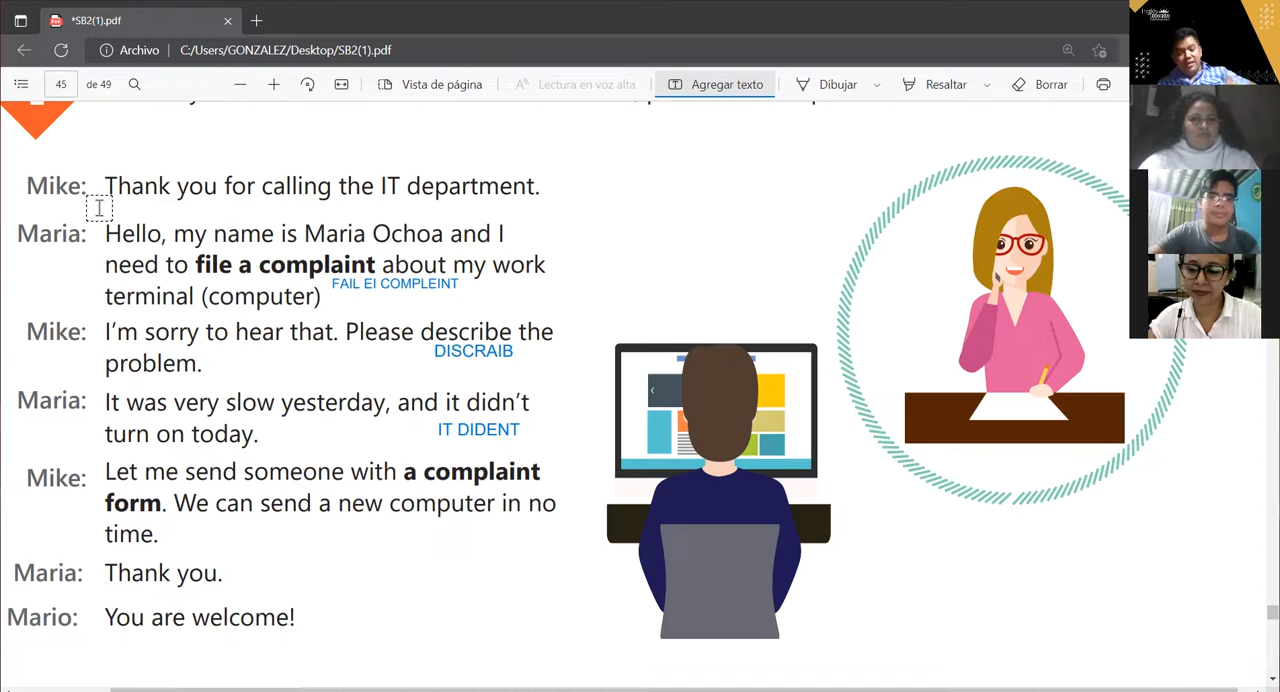 *SB2(1).pdf
Archivo
C:/Users/GONZALEZ/Desktop/SB2(1).pdf
45 de 49
Vista de página
Lectura en voz alta
Agregar texto
Dibujar
Resaltar
Borrar
Mike: Thank you for calling the IT department.
Maria: Hello, my name is Maria Ochoa and I
need to file a complaint about my work
FAIL EI COMPLEINT
terminal (computer)
Mike: I'm sorry to hear that. Please describe the
DISCRAIB
problem.
Maria: It was very slow yesterday, and it didn't
IT DIDENT
turn on today.
Mike: Let me send someone with a complaint
form. We can send a new computer in no
time.
Maria: Thank you.
Mario: You are welcome!